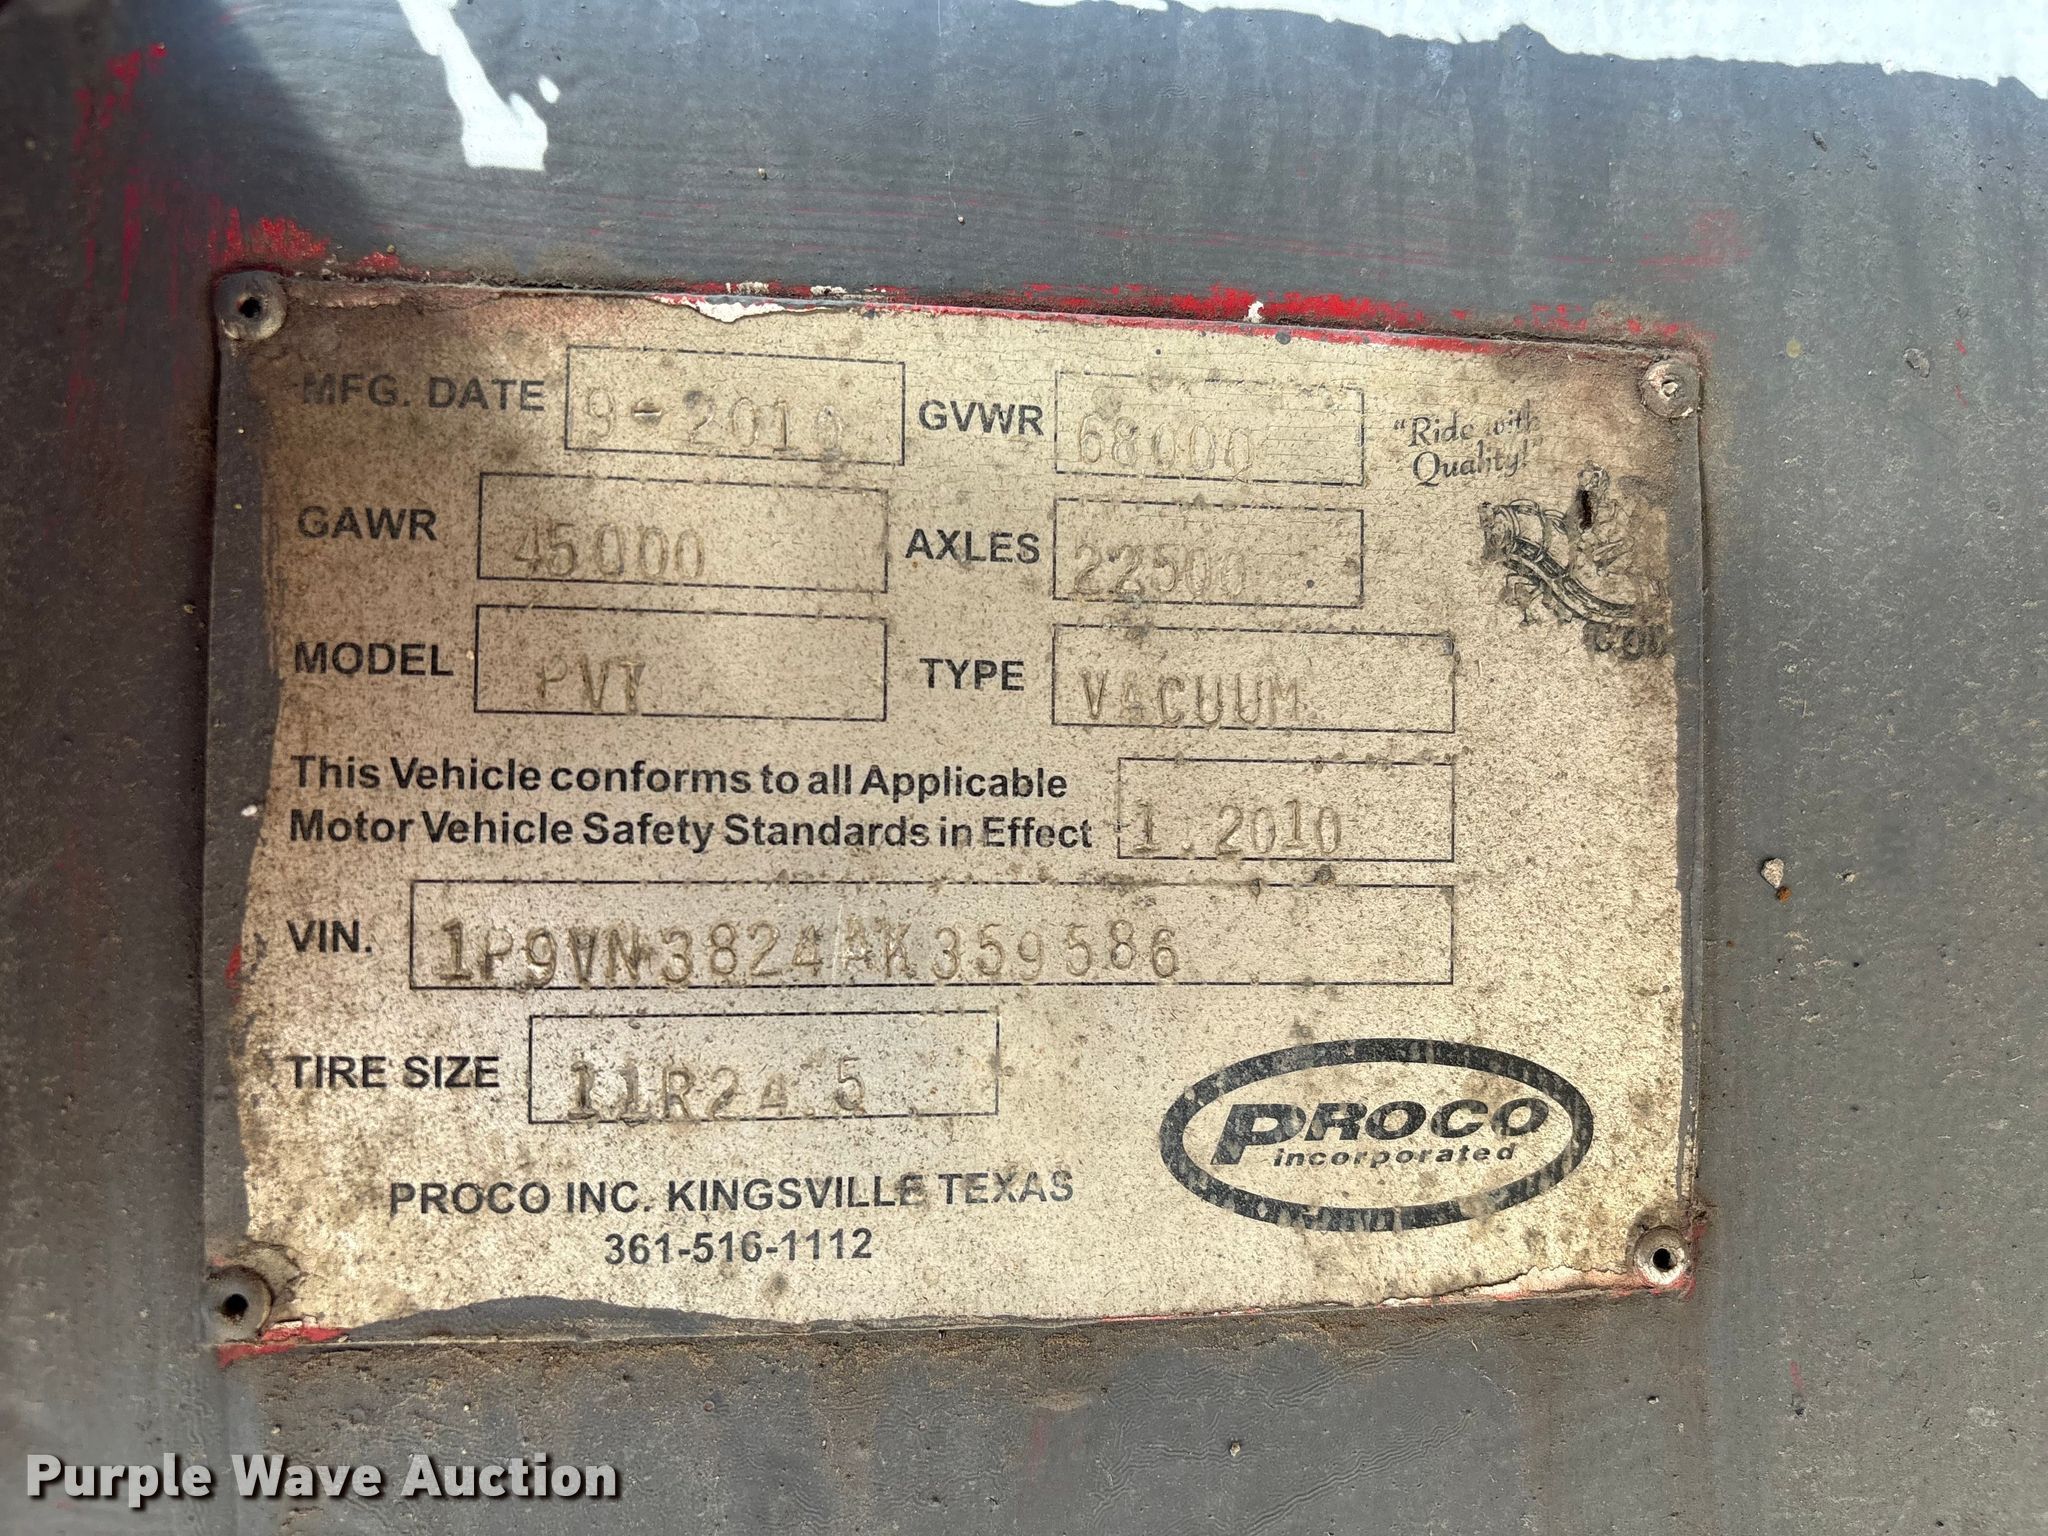 MFG. DATE 9-2010 GVWR 68000
"Ride with
Quality!"
GAWR 45000 AXLES 22500
MODEL PVT TYPE VACUUM
This Vehicle conforms to all Applicable
Motor Vehicle Safety Standards in Effect 1.2010
VIN. 1P9VN3824AK359586
TIRE SIZE 11R24.5
PROCO
incorporated
PROCO INC. KINGSVILLE TEXAS
361-516-1112
Purple Wave Auction